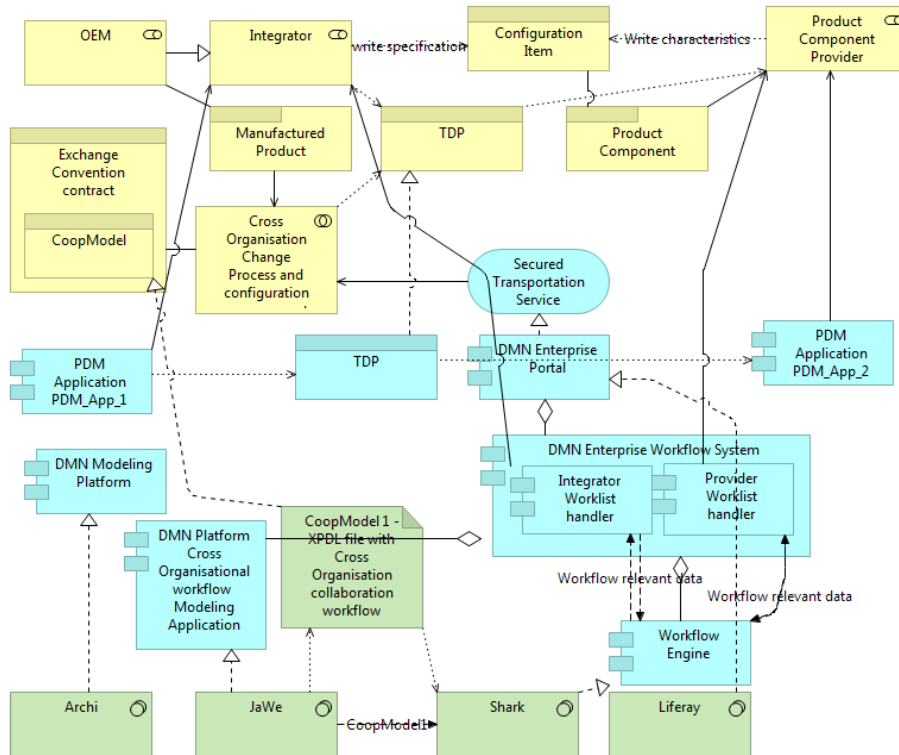 OEM
Integrator
write specification
Configuration
Item
Write characteristics
Product
Component
Provider
Exchange
Convention
contract
CoopModel
Manufactured
Product
TDP
Product
Component
Cross
Organisation
Change
Process and
configuration
.
Secured
Transportation
Service
PDM
Application
PDM_App_1
TDP
DMN Enterprise
Portal
PDM
Application
PDM_App_2
DMN Modeling
Platform
DMN Enterprise Workflow System
Integrator
Worklist
handler
Provider
Worklist
handler
DMN Platform
Cross
Organisational
workflow
Modeling
Application
CoopModel1 -
XPDL file with
Cross
Organisation
collaboration
workflow
Workflow relevant data
Workflow relevant data
Workflow
Engine
Archi
JaWe
CoopModel1
Shark
Liferay